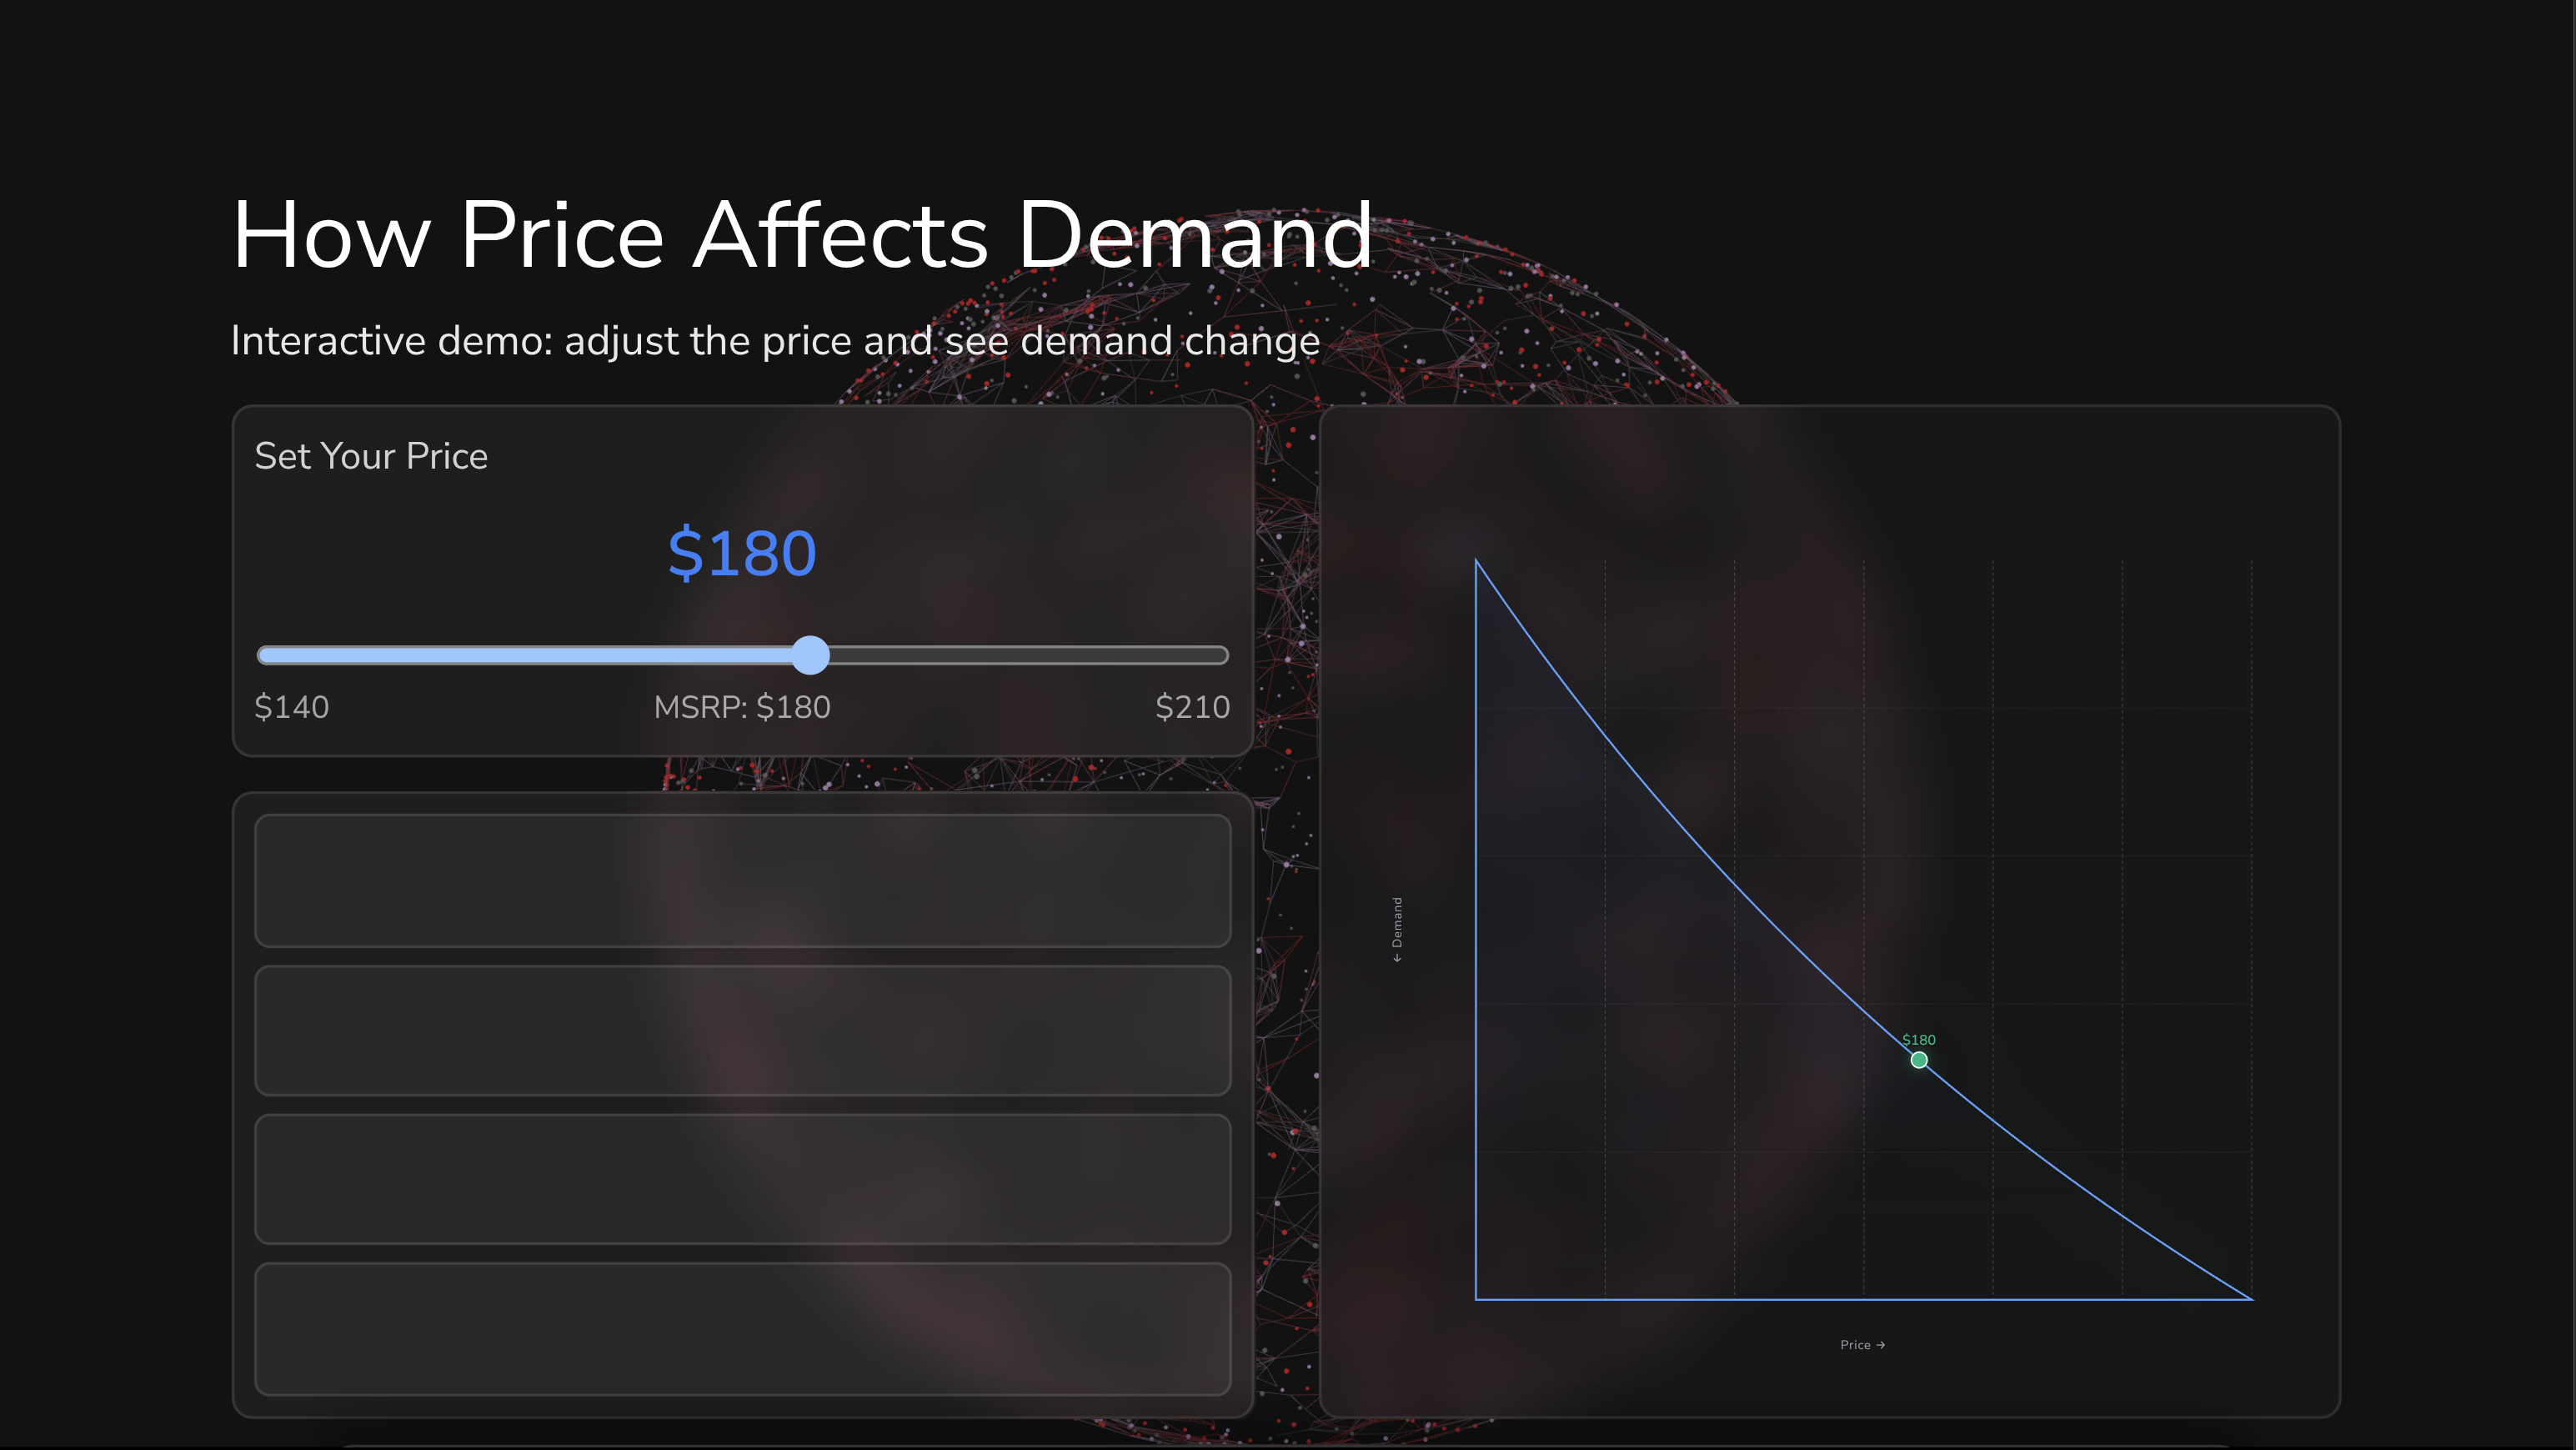 How Price Affects Demand
Interactive demo: adjust the price and see demand change
Set Your Price
$180
$140 MSRP: $180 $210
← Demand
$180
Price →